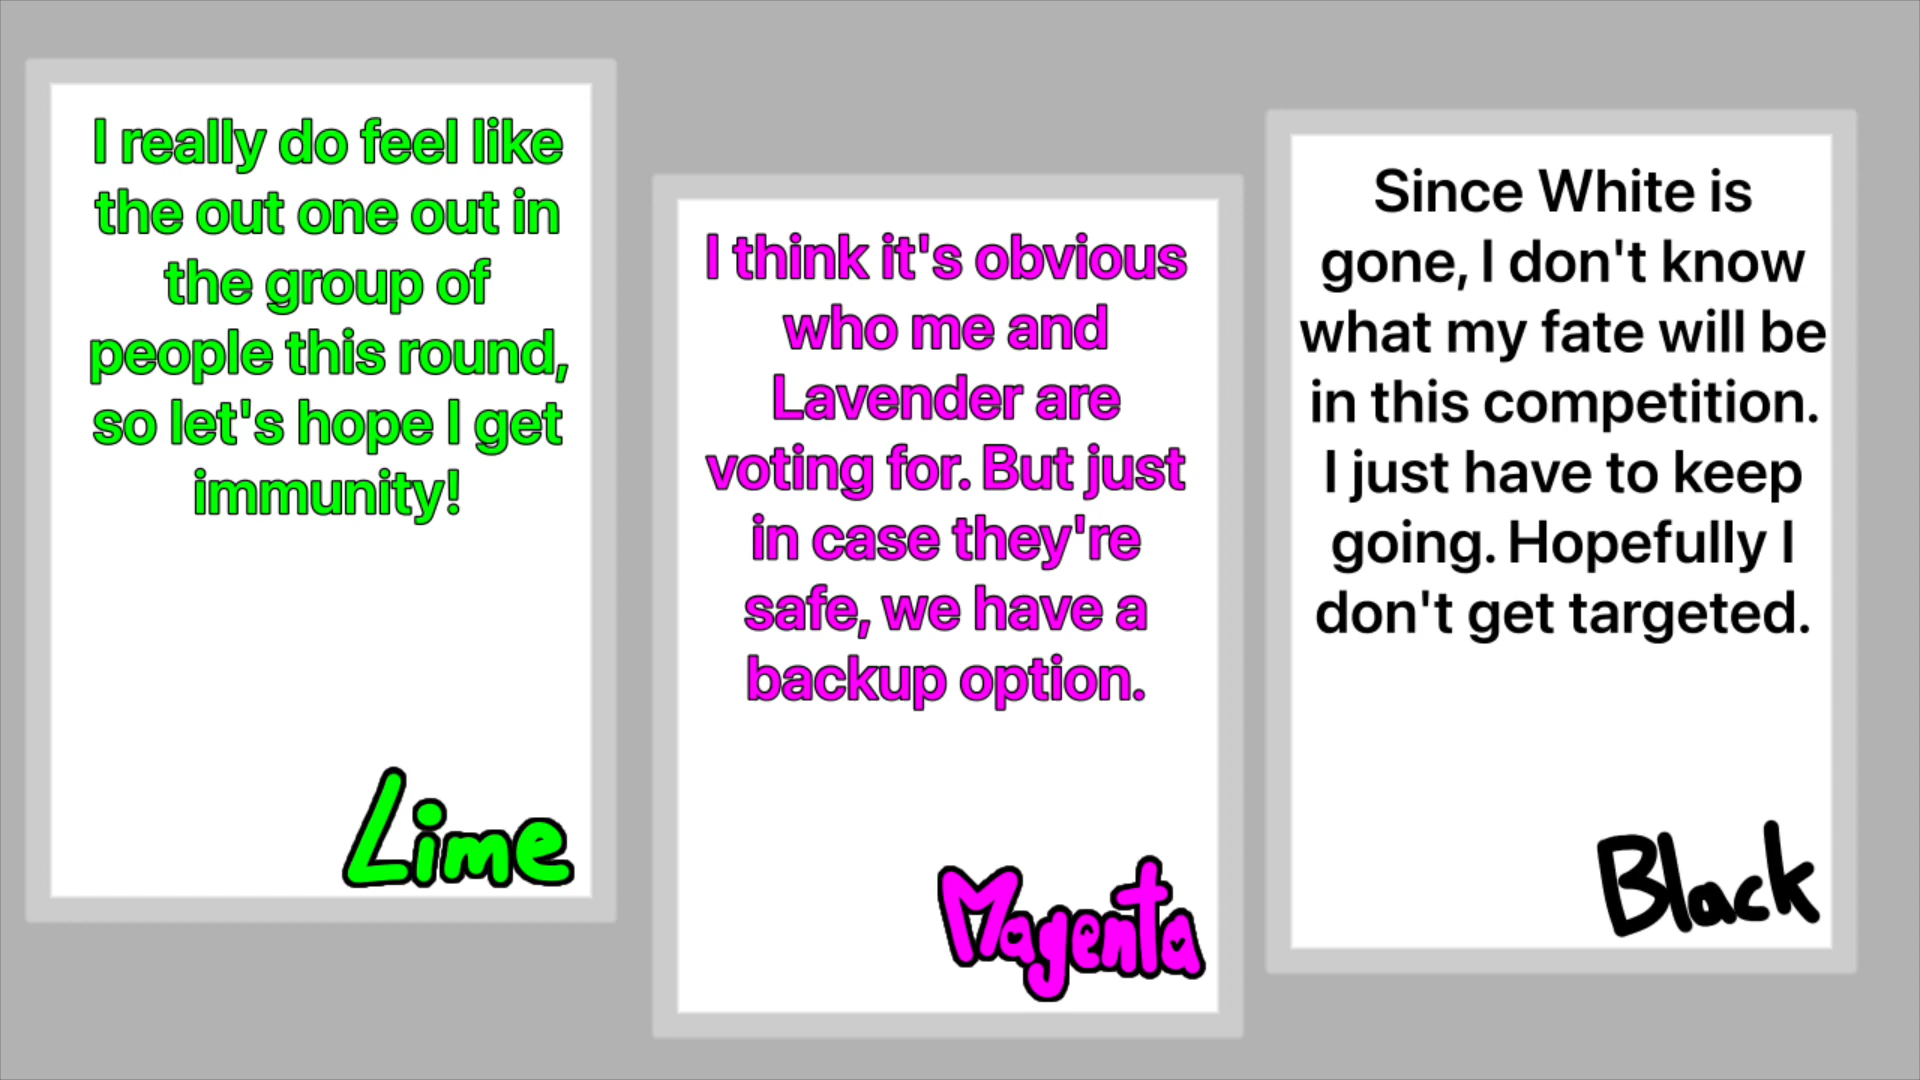 I really do feel like
the out one out in
the group of
people this round,
so let's hope I get
immunity!
Lime
I think it's obvious
who me and
Lavender are
voting for. But just
in case they're
safe, we have a
backup option.
Magenta
Since White is
gone, I don't know
what my fate will be
in this competition.
I just have to keep
going. Hopefully I
don't get targeted.
Black